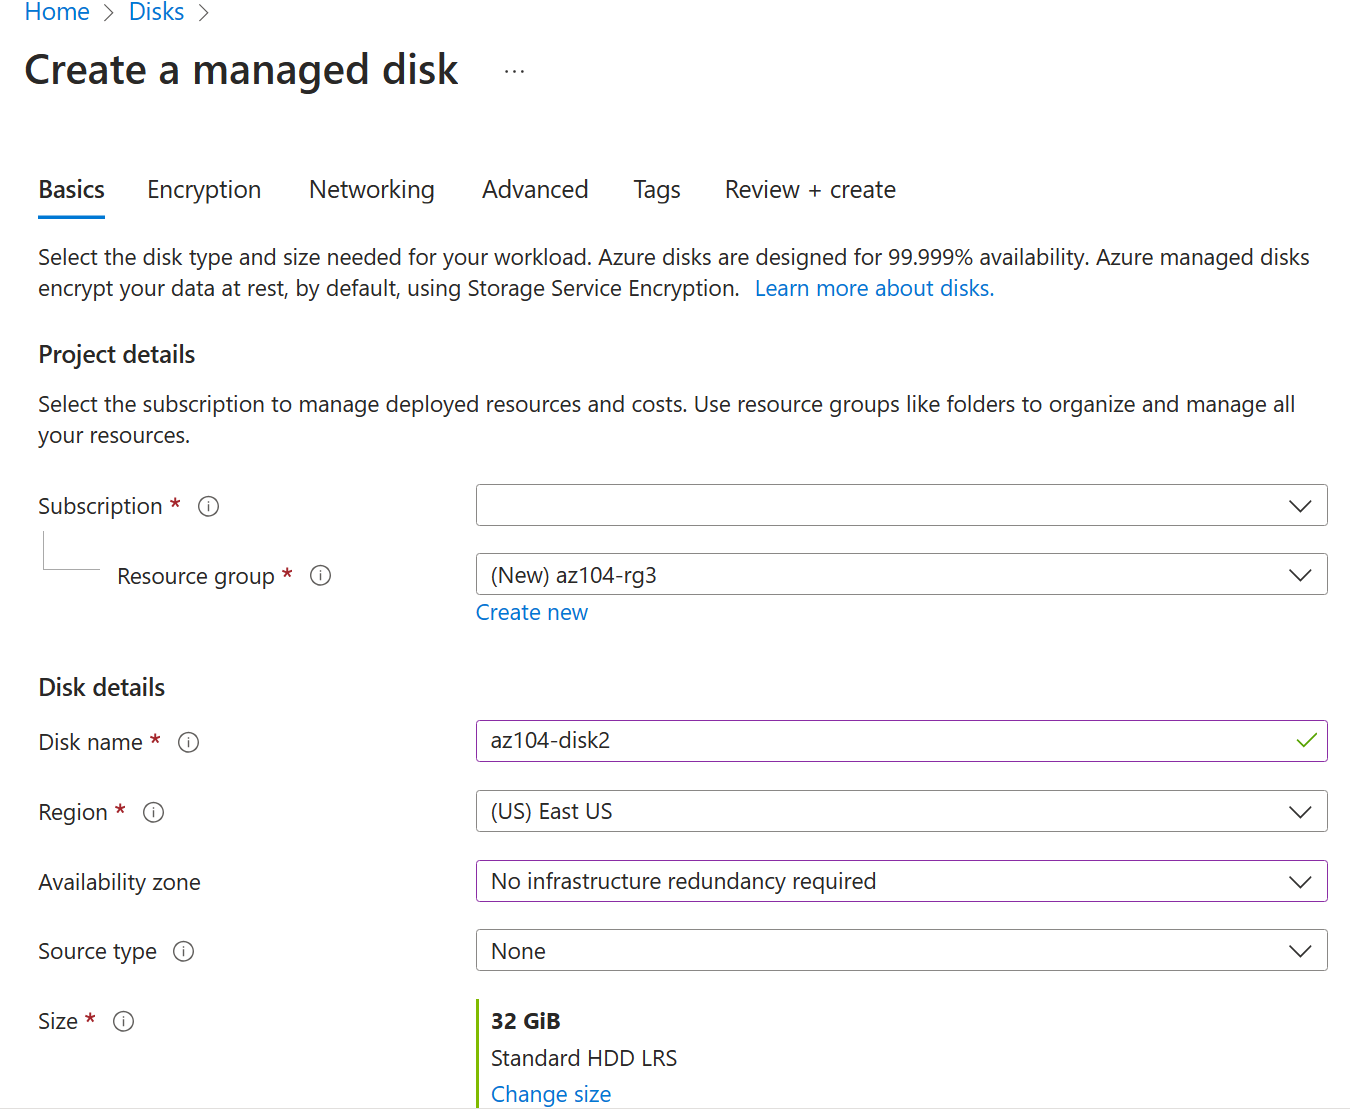 Home > Disks >
Create a managed disk ...
Basics Encryption Networking Advanced Tags Review + create
Select the disk type and size needed for your workload. Azure disks are designed for 99.999% availability. Azure managed disks
encrypt your data at rest, by default, using Storage Service Encryption. Learn more about disks.
Project details
Select the subscription to manage deployed resources and costs. Use resource groups like folders to organize and manage all
your resources.
Subscription *
Resource group * (New) az104-rg3
Create new
Disk details
Disk name * az104-disk2
Region * (US) East US
Availability zone No infrastructure redundancy required
Source type None
Size * 32 GiB
Standard HDD LRS
Change size